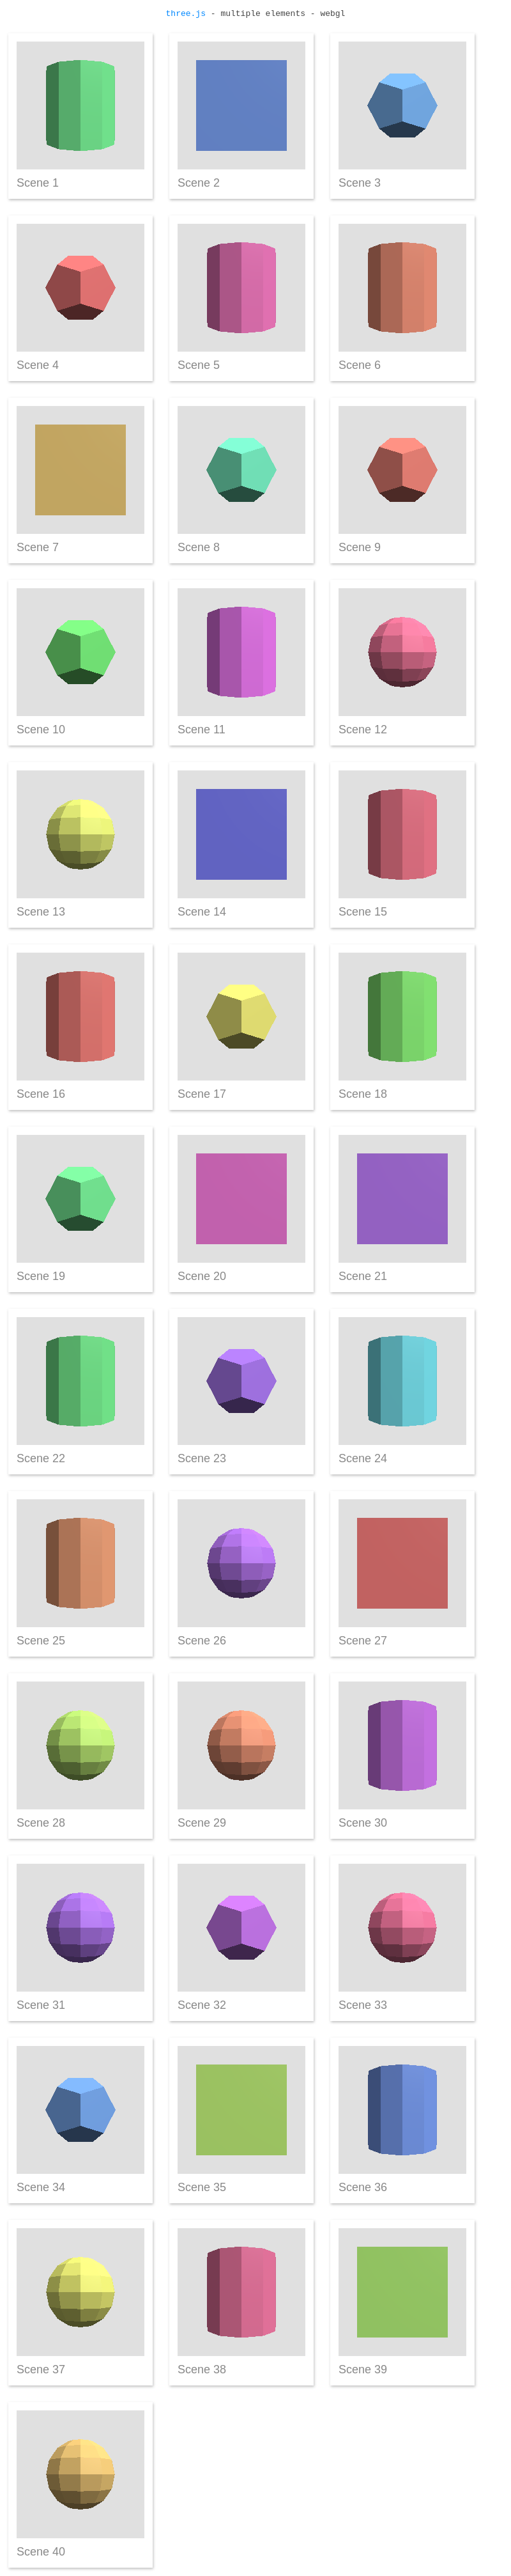 three.js - multiple elements - webgl
Scene 1
Scene 2
Scene 3
Scene 4
Scene 5
Scene 6
Scene 7
Scene 8
Scene 9
Scene 10
Scene 11
Scene 12
Scene 13
Scene 14
Scene 15
Scene 16
Scene 17
Scene 18
Scene 19
Scene 20
Scene 21
Scene 22
Scene 23
Scene 24
Scene 25
Scene 26
Scene 27
Scene 28
Scene 29
Scene 30
Scene 31
Scene 32
Scene 33
Scene 34
Scene 35
Scene 36
Scene 37
Scene 38
Scene 39
Scene 40